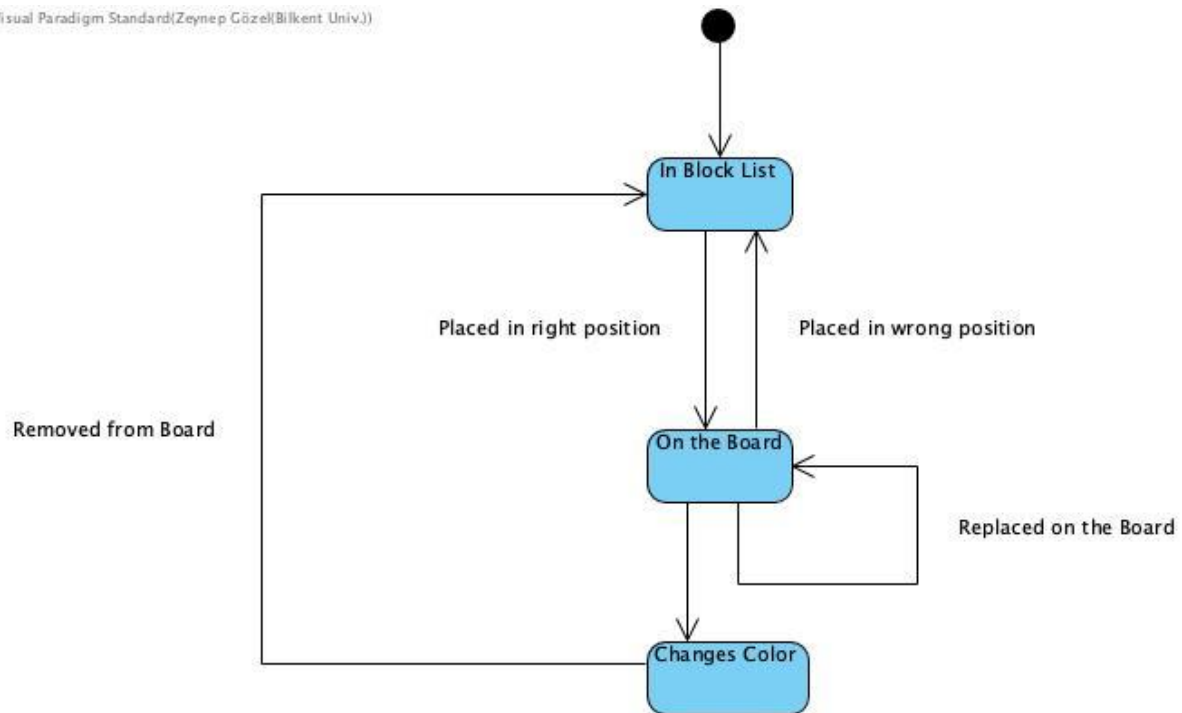 isual Paradigm Standard(Zeynep Gözel(Bilkent Univ.))
In Block List
Placed in right position
Placed in wrong position
Removed from Board
On the Board
Replaced on the Board
Changes Color